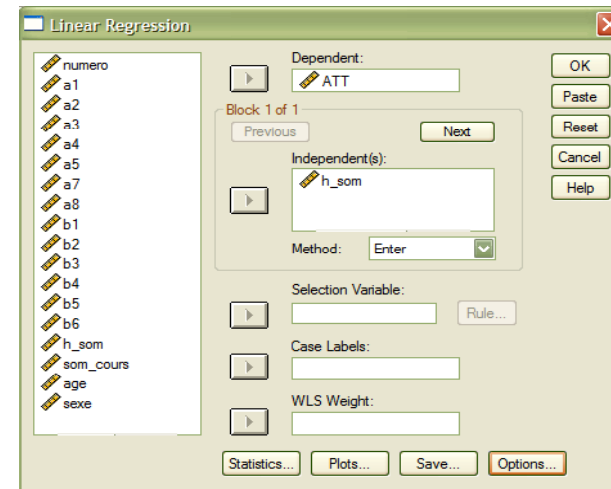 Linear Regression
numero
a1
a2
a3
a4
a5
a7
a8
b1
b2
b3
b4
b5
b6
h_som
som_cours
age
sexe
Dependent:
ATT
Block 1 of 1
Previous
Next
Independent(s):
h_som
Method:
Enter
Selection Variable:
Rule...
Case Labels:
WLS Weight:
Statistics...
Plots...
Save...
Options...
OK
Paste
Reset
Cancel
Help